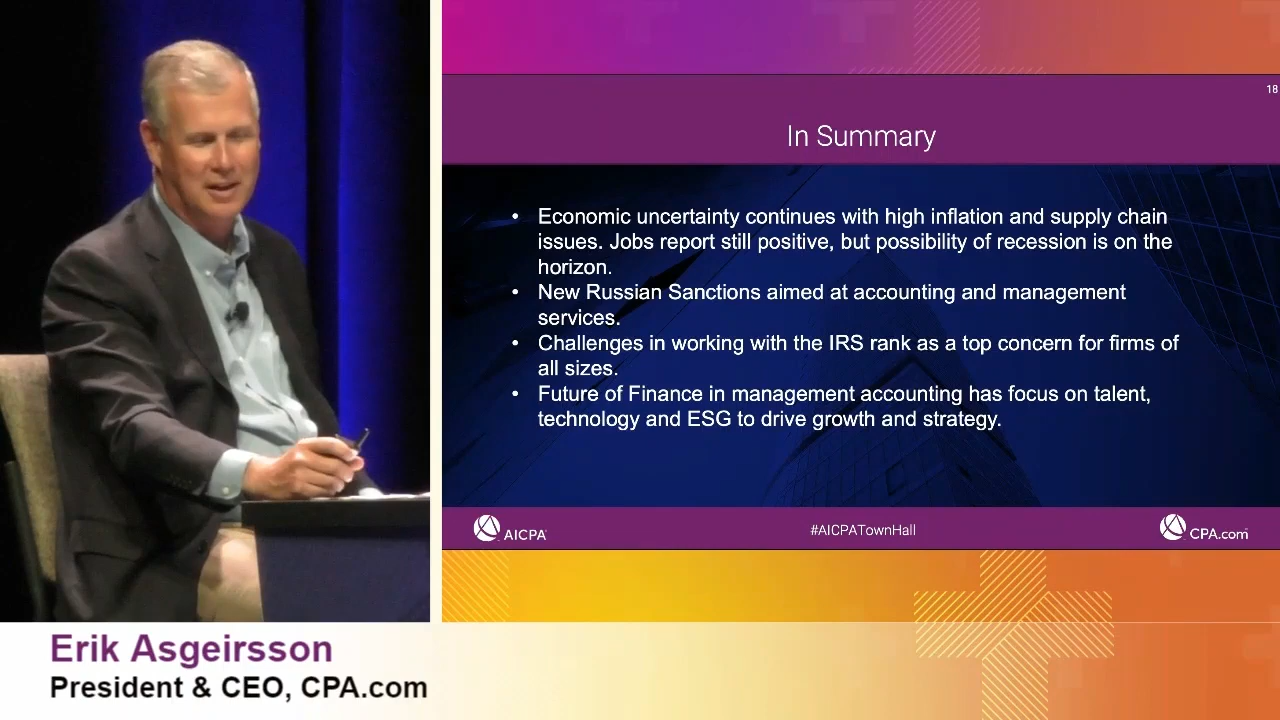 18
In Summary
• Economic uncertainty continues with high inflation and supply chain
issues. Jobs report still positive, but possibility of recession is on the
horizon.
• New Russian Sanctions aimed at accounting and management
services.
• Challenges in working with the IRS rank as a top concern for firms of
all sizes.
• Future of Finance in management accounting has focus on talent,
technology and ESG to drive growth and strategy.
AICPA
#AICPATownHall
CPA.com
Erik Asgeirsson
President & CEO, CPA.com